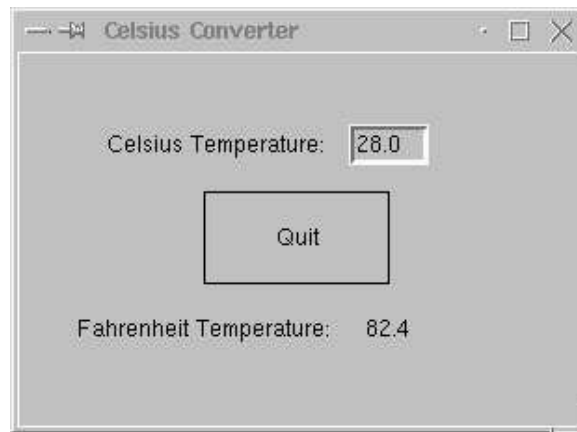 Celsius Converter
Celsius Temperature: 28.0
Quit
Fahrenheit Temperature: 82.4